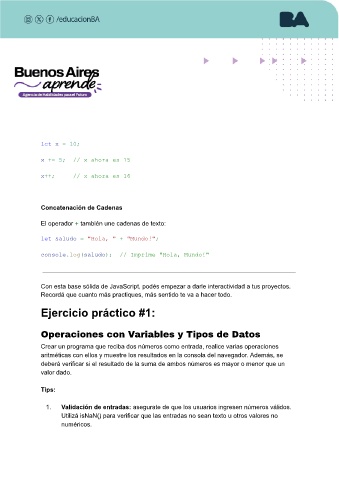 /educacionBA
BA
Buenos Aires
aprende
Agencia de Habilidades para el Futuro
let x = 10;
x += 5; // x ahora es 15
x++; // x ahora es 16
Concatenación de Cadenas
El operador + también une cadenas de texto:
let saludo = "Hola, " + "Mundo!";
console.log(saludo); // Imprime "Hola, Mundo!"
Con esta base sólida de JavaScript, podés empezar a darle interactividad a tus proyectos.
Recordá que cuanto más practiques, más sentido te va a hacer todo.
Ejercicio práctico #1:
Operaciones con Variables y Tipos de Datos
Crear un programa que reciba dos números como entrada, realice varias operaciones
aritméticas con ellos y muestre los resultados en la consola del navegador. Además, se
deberá verificar si el resultado de la suma de ambos números es mayor o menor que un
valor dado.
Tips:
1. Validación de entradas: asegurate de que los usuarios ingresen números válidos.
Utilizá isNaN() para verificar que las entradas no sean texto u otros valores no
numéricos.